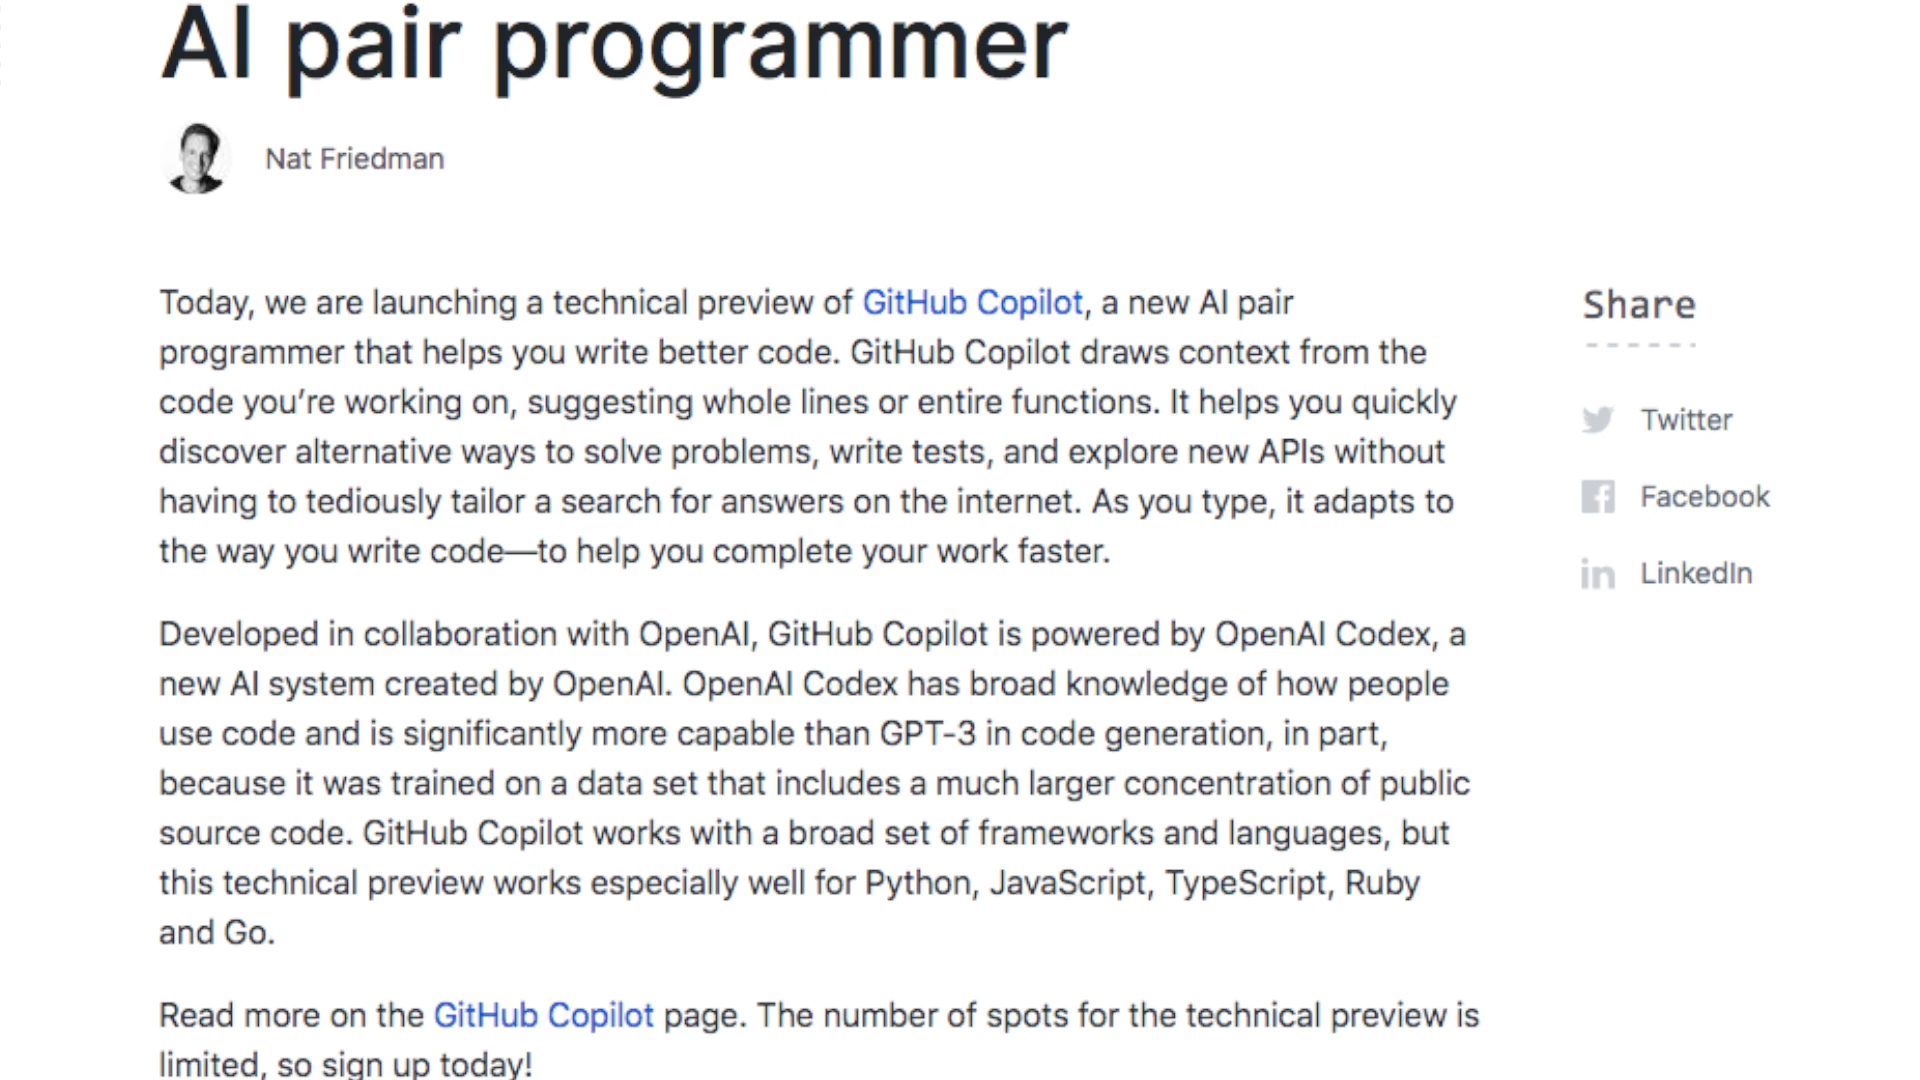 AI pair programmer
Nat Friedman
Today, we are launching a technical preview of GitHub Copilot, a new AI pair
programmer that helps you write better code. GitHub Copilot draws context from the
code you’re working on, suggesting whole lines or entire functions. It helps you quickly
discover alternative ways to solve problems, write tests, and explore new APIs without
having to tediously tailor a search for answers on the internet. As you type, it adapts to
the way you write code—to help you complete your work faster.
Developed in collaboration with OpenAI, GitHub Copilot is powered by OpenAI Codex, a
new AI system created by OpenAI. OpenAI Codex has broad knowledge of how people
use code and is significantly more capable than GPT-3 in code generation, in part,
because it was trained on a data set that includes a much larger concentration of public
source code. GitHub Copilot works with a broad set of frameworks and languages, but
this technical preview works especially well for Python, JavaScript, TypeScript, Ruby
and Go.
Read more on the GitHub Copilot page. The number of spots for the technical preview is
limited, so sign up today!
Share
Twitter
Facebook
LinkedIn